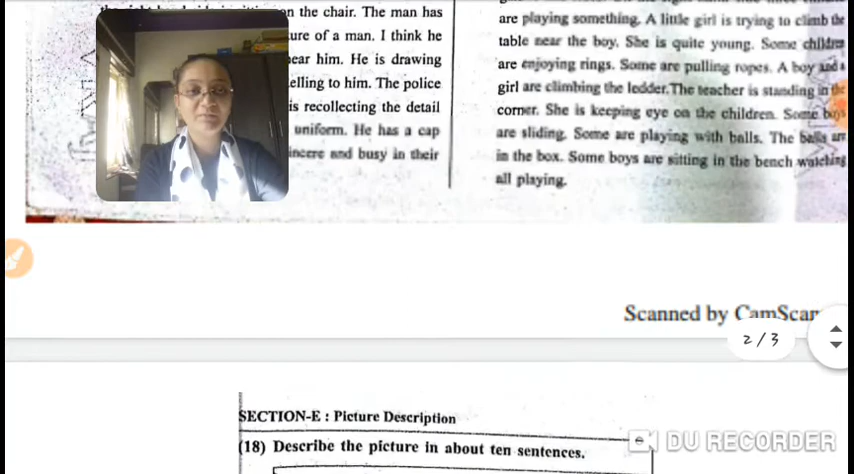 on the chair. The man has
ure of a man. I think he
ear him. He is drawing
elling to him. The police
is recollecting the detail
uniform. He has a cap
incere and busy in their
are playing something. A little girl is trying to climb the
table near the boy. She is quite young. Some children
are enjoying rings. Some are pulling ropes. A boy and a
girl are climbing the ledder. The teacher is standing in the
corner. She is keeping eye on the children. Some boys
are sliding. Some are playing with balls. The balls are
in the box. Some boys are sitting in the bench watching
all playing.
Scanned by CamScan
2/3
SECTION-E : Picture Description
(18) Describe the picture in about ten sentences.
DU RECORDER